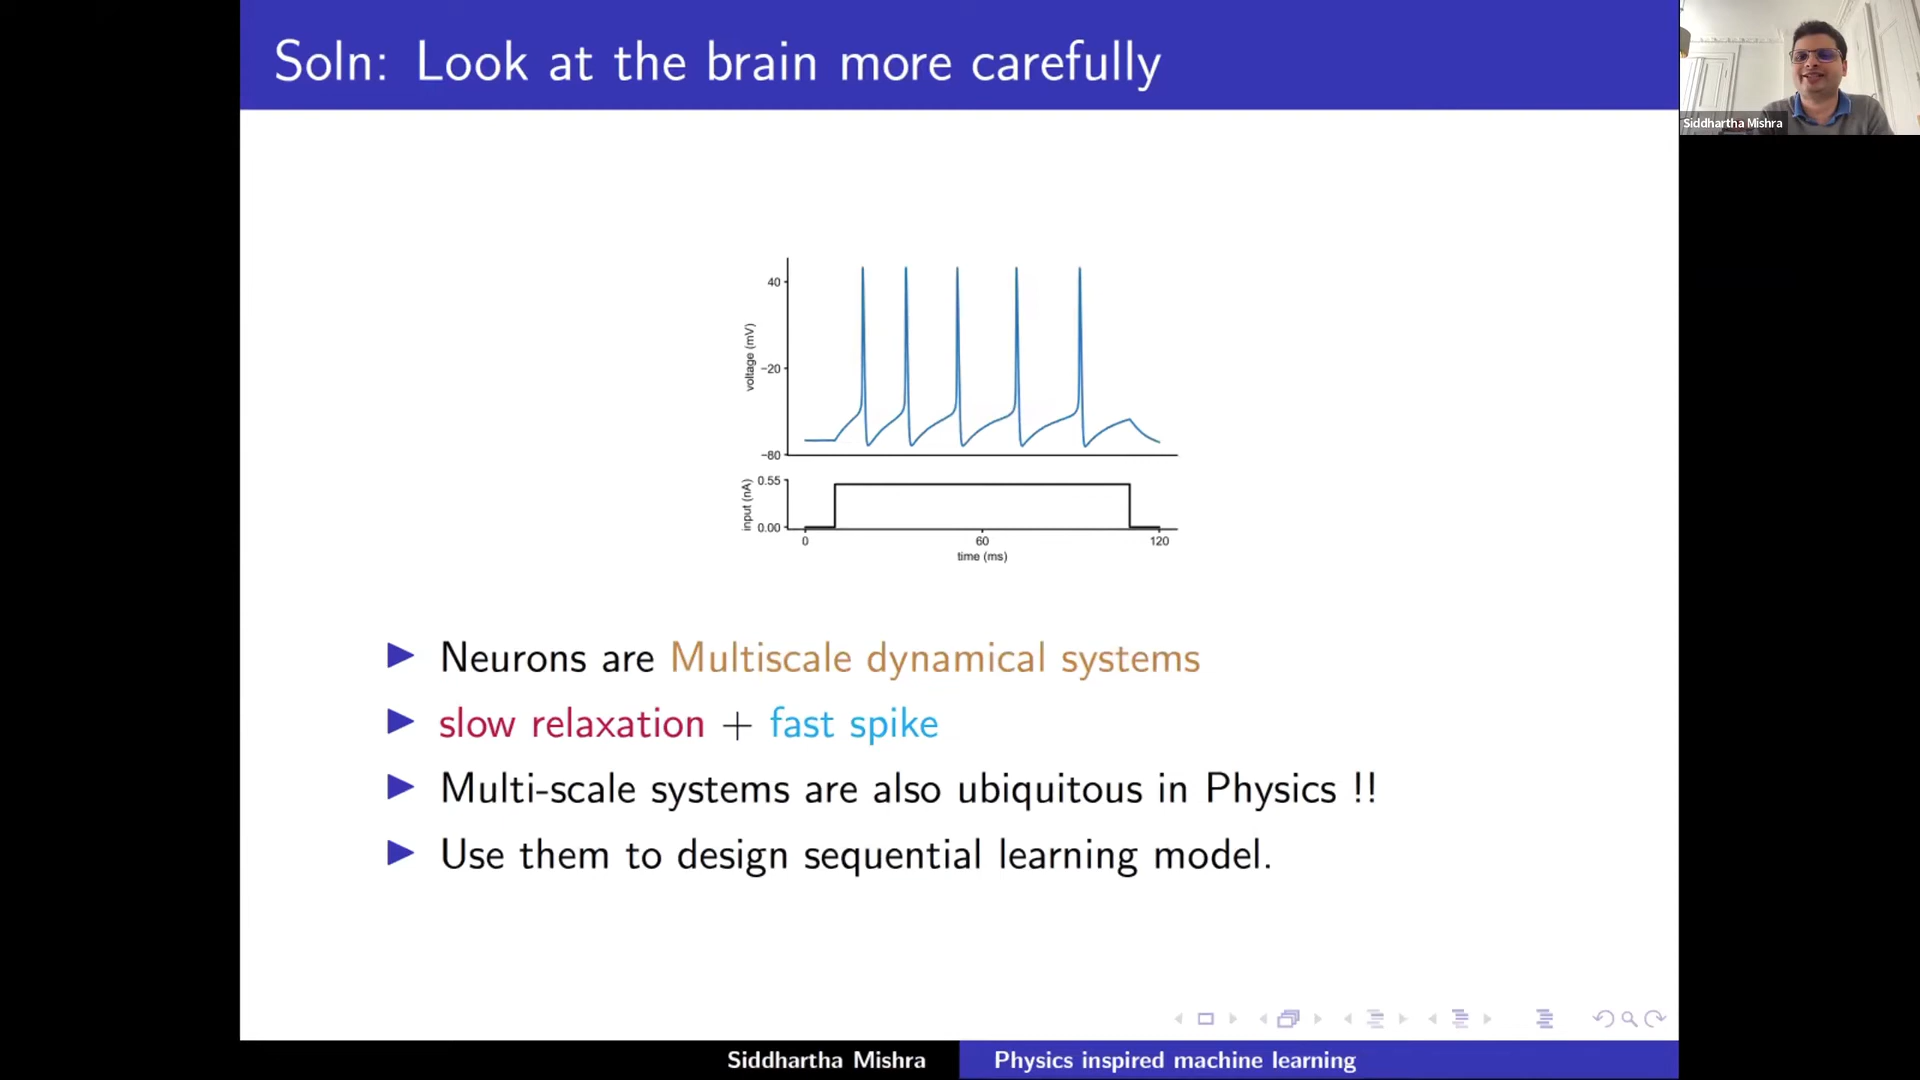 Soln: Look at the brain more carefully
Siddhartha Mishra
40
−20
−80
voltage (mV)
0.55
0.00
input (nA)
0 60 120
time (ms)
Neurons are Multiscale dynamical systems
slow relaxation + fast spike
Multi-scale systems are also ubiquitous in Physics !!
Use them to design sequential learning model.
Siddhartha Mishra Physics inspired machine learning